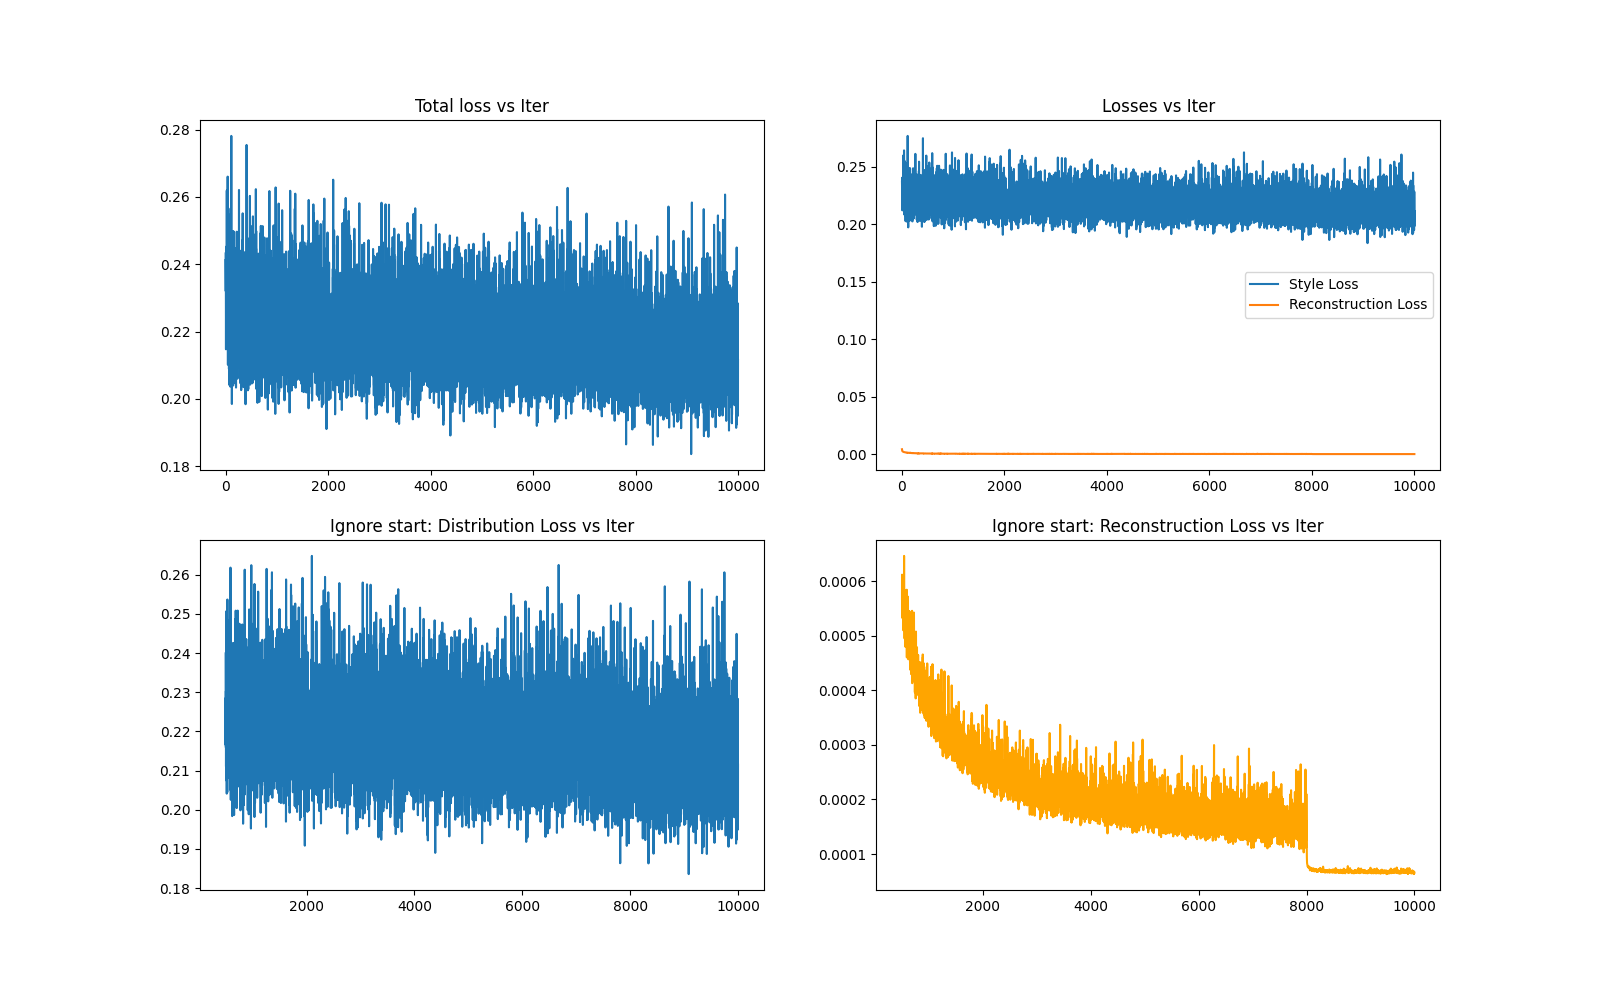 Total loss vs Iter
0.28
0.26
0.24
0.22
0.20
0.18
0 2000 4000 6000 8000 10000
Losses vs Iter
0.25
0.20
0.15
0.10
0.05
0.00
Style Loss
Reconstruction Loss
0 2000 4000 6000 8000 10000
Ignore start: Distribution Loss vs Iter
0.26
0.25
0.24
0.23
0.22
0.21
0.20
0.19
0.18
2000 4000 6000 8000 10000
Ignore start: Reconstruction Loss vs Iter
0.0006
0.0005
0.0004
0.0003
0.0002
0.0001
2000 4000 6000 8000 10000